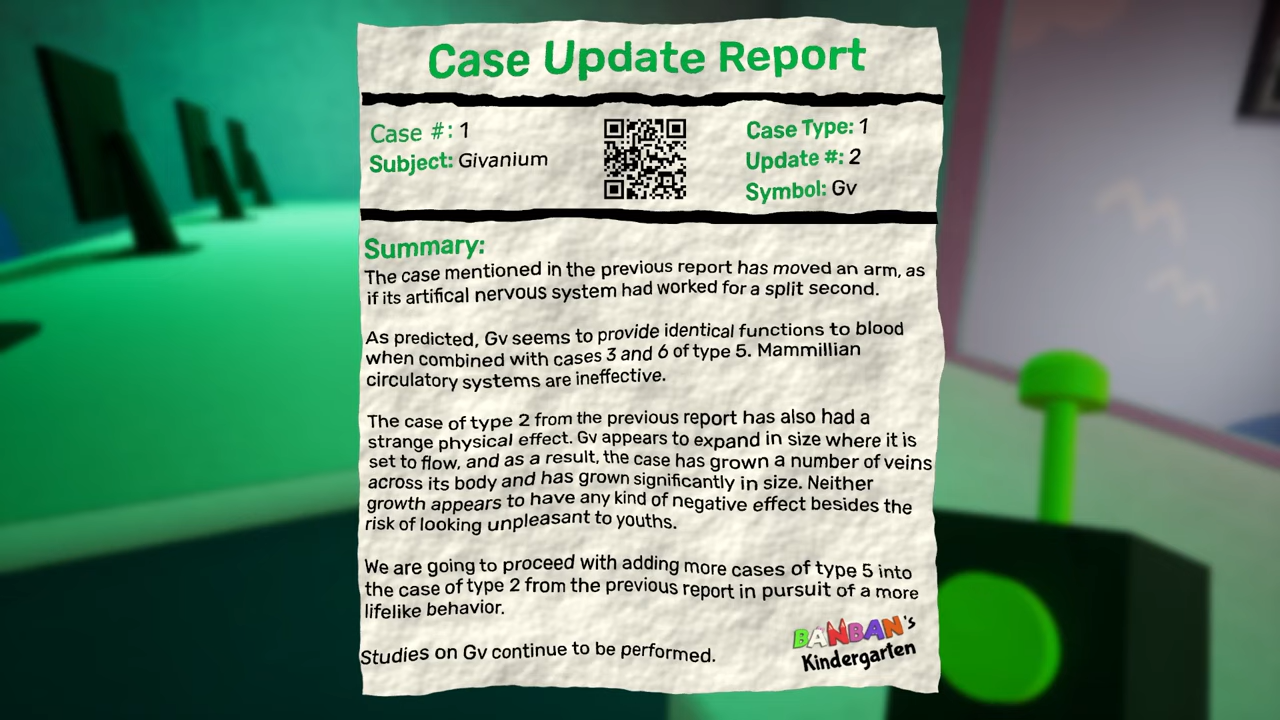 Case Update Report
Case #: 1
Subject: Givanium
Case Type: 1
Update #: 2
Symbol: Gv
Summary:
The case mentioned in the previous report has moved an arm, as
if its artifical nervous system had worked for a split second.
As predicted, Gv seems to provide identical functions to blood
when combined with cases 3 and 6 of type 5. Mammillian
circulatory systems are ineffective.
The case of type 2 from the previous report has also had a
strange physical effect. Gv appears to expand in size where it is
set to flow, and as a result, the case has grown a number of veins
across its body and has grown significantly in size. Neither
growth appears to have any kind of negative effect besides the
risk of looking unpleasant to youths.
We are going to proceed with adding more cases of type 5 into
the case of type 2 from the previous report in pursuit of a more
lifelike behavior.
Studies on Gv continue to be performed.
BANBAN's
Kindergarten